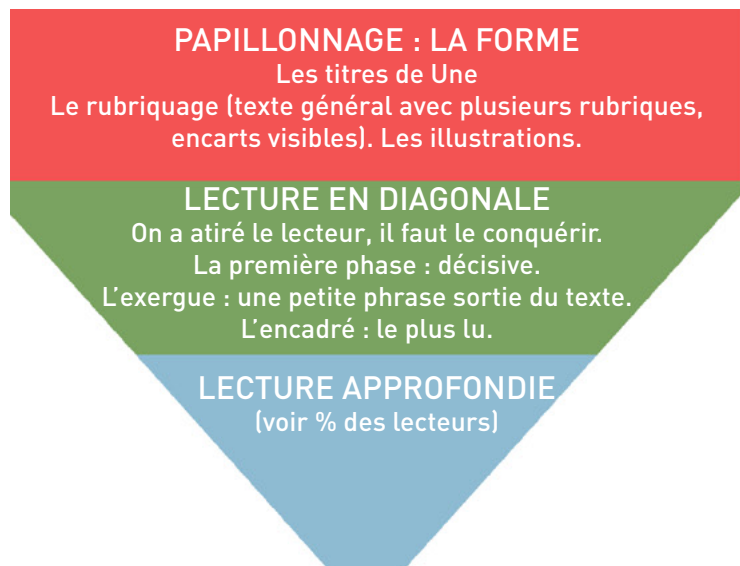 PAPILLONNAGE : LA FORME
Les titres de Une
Le rubriquage (texte général avec plusieurs rubriques,
encarts visibles). Les illustrations.
LECTURE EN DIAGONALE
On a atiré le lecteur, il faut le conquérir.
La première phase : décisive.
L’exergue : une petite phrase sortie du texte.
L’encadré : le plus lu.
LECTURE APPROFONDIE
(voir % des lecteurs)